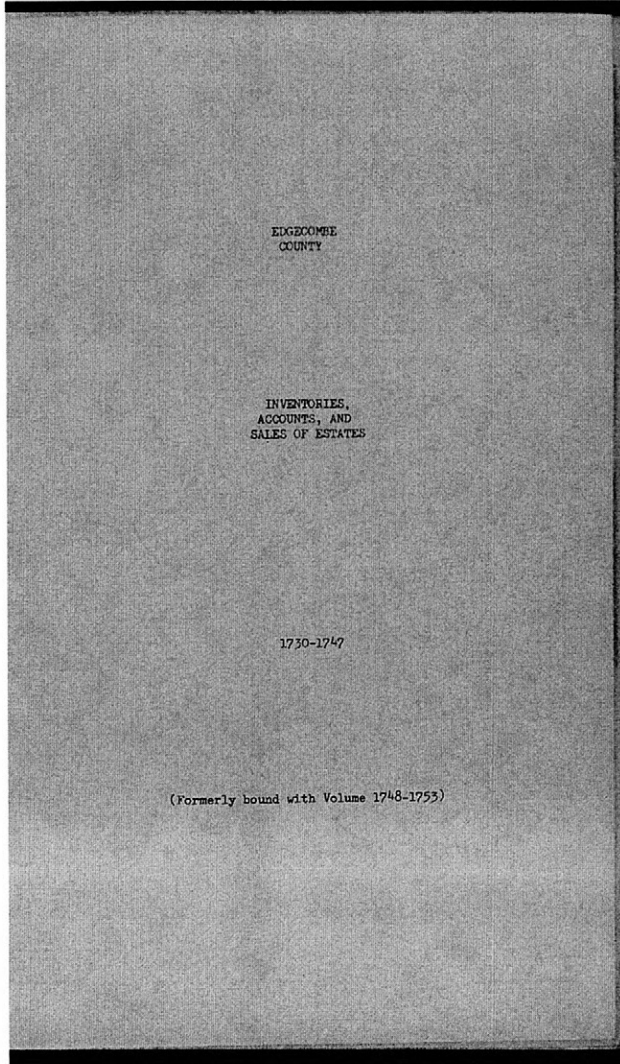 EDGECOMBE
COUNTY
INVENTORIES,
ACCOUNTS, AND
SALES OF ESTATES
1730-1747
(Formerly bound with Volume 1748-1753)